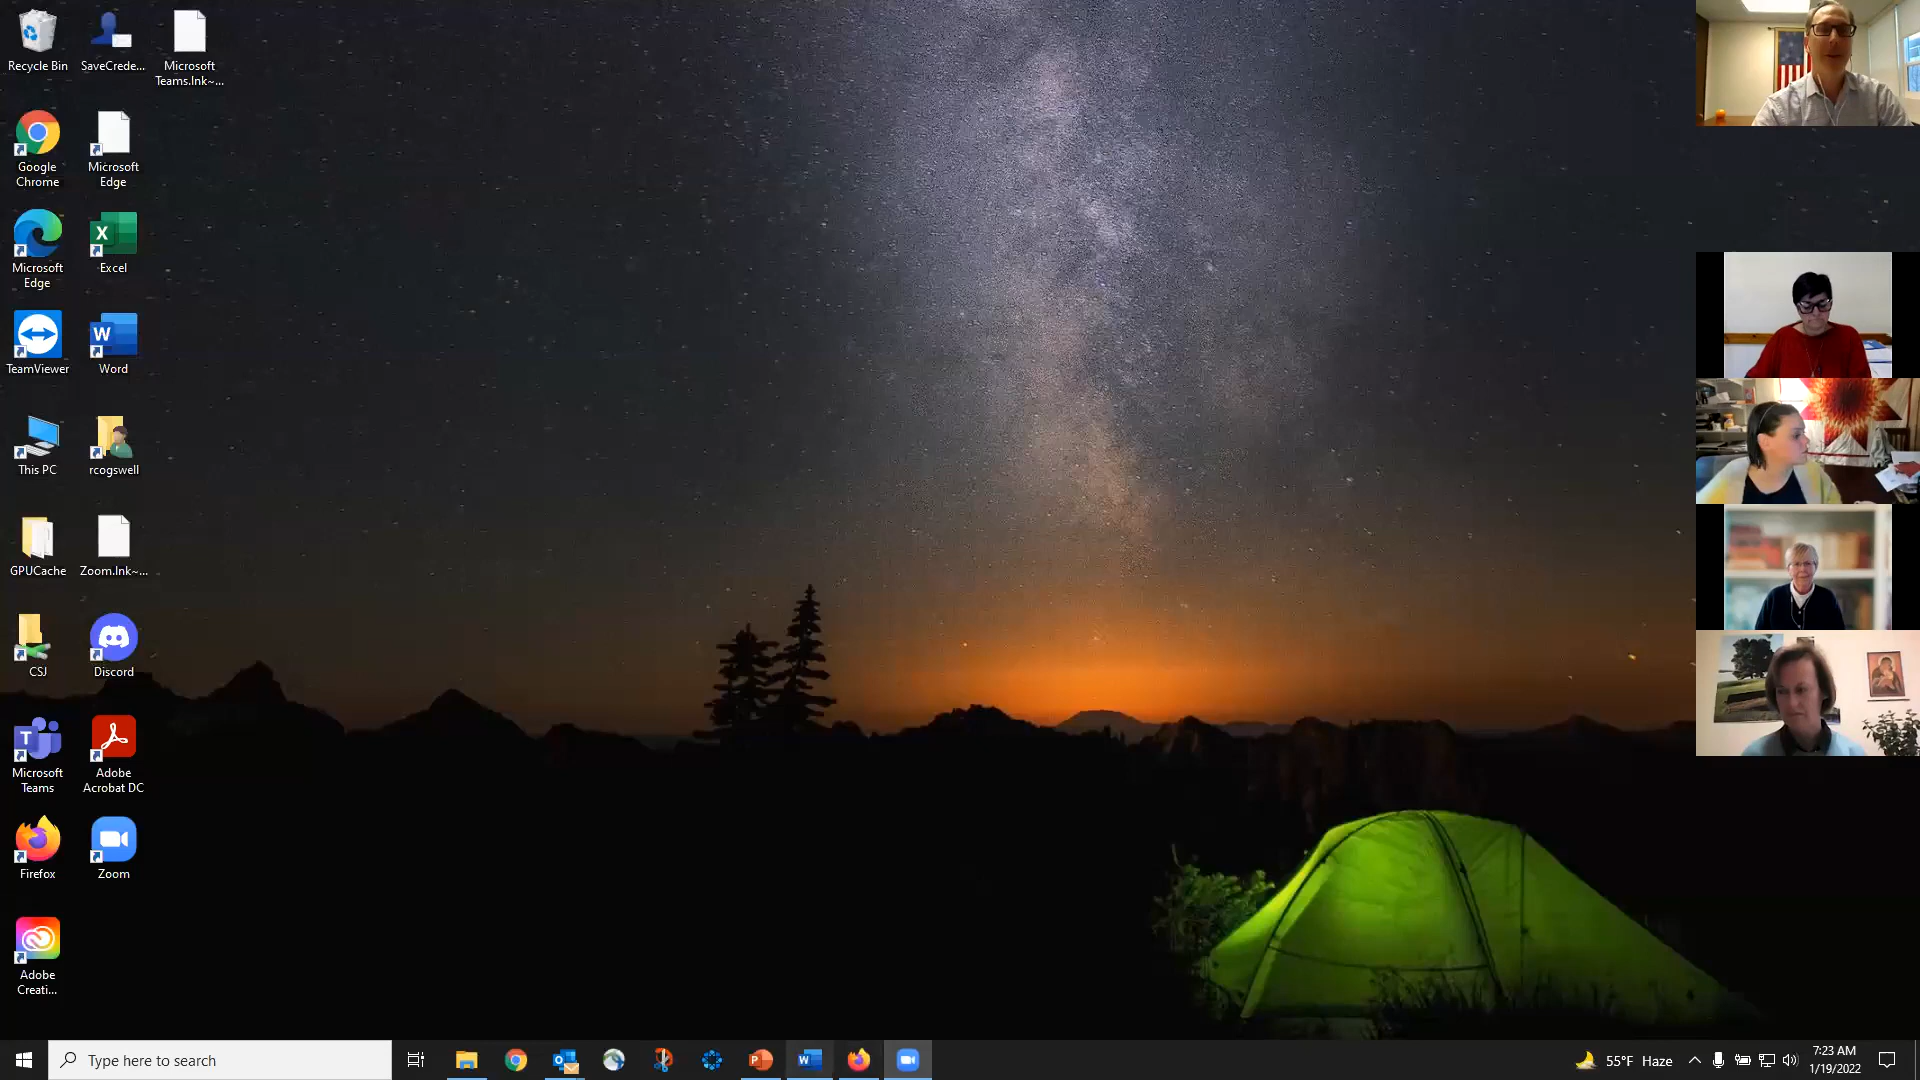 Recycle Bin
SaveCrede...
Microsoft
Teams.lnk~...
Google
Chrome
Microsoft
Edge
Microsoft
Edge
Excel
TeamViewer
Word
This PC
rcogswell
GPUCache
Zoom.lnk~...
CSJ
Discord
Microsoft
Teams
Adobe
Acrobat DC
Firefox
Zoom
Adobe
Creati...
Type here to search
55°F Haze
7:23 AM
1/19/2022